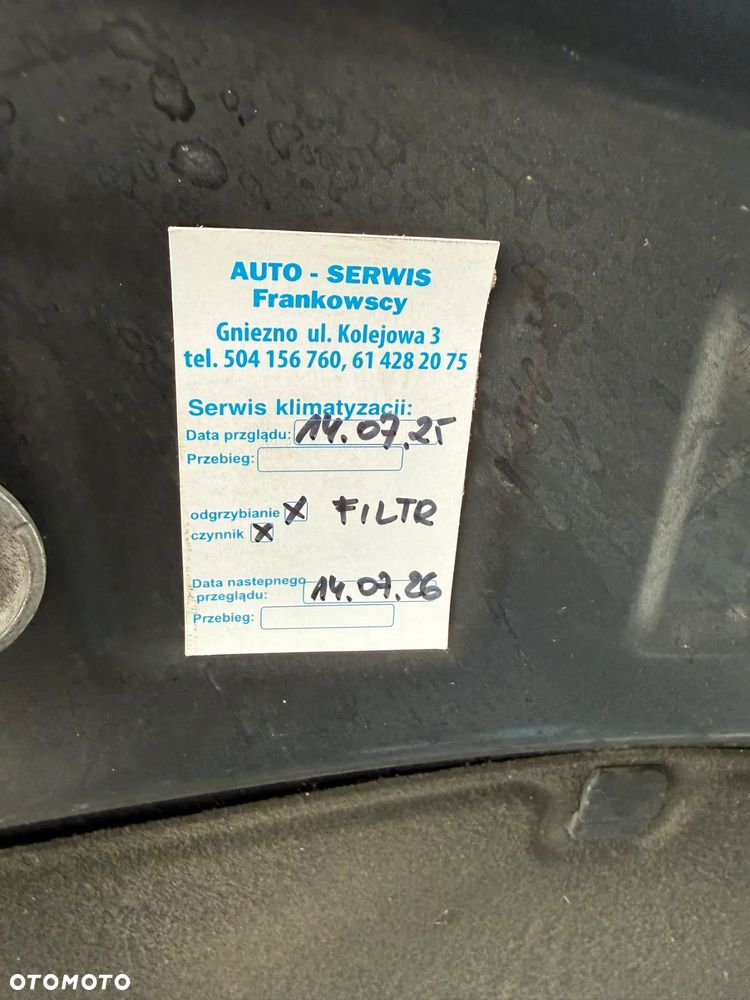 AUTO - SERWIS
Frankowscy
Gniezno ul. Kolejowa 3
tel. 504 156 760, 61 428 20 75
Serwis klimatyzacii:
Data przglądu: 14.07.25
Przebieg:
odgrzybianie X FILTR
czynnik X
Data nastepnego
przeglądu: 14.07.26
Przebieg:
OTOMOTO